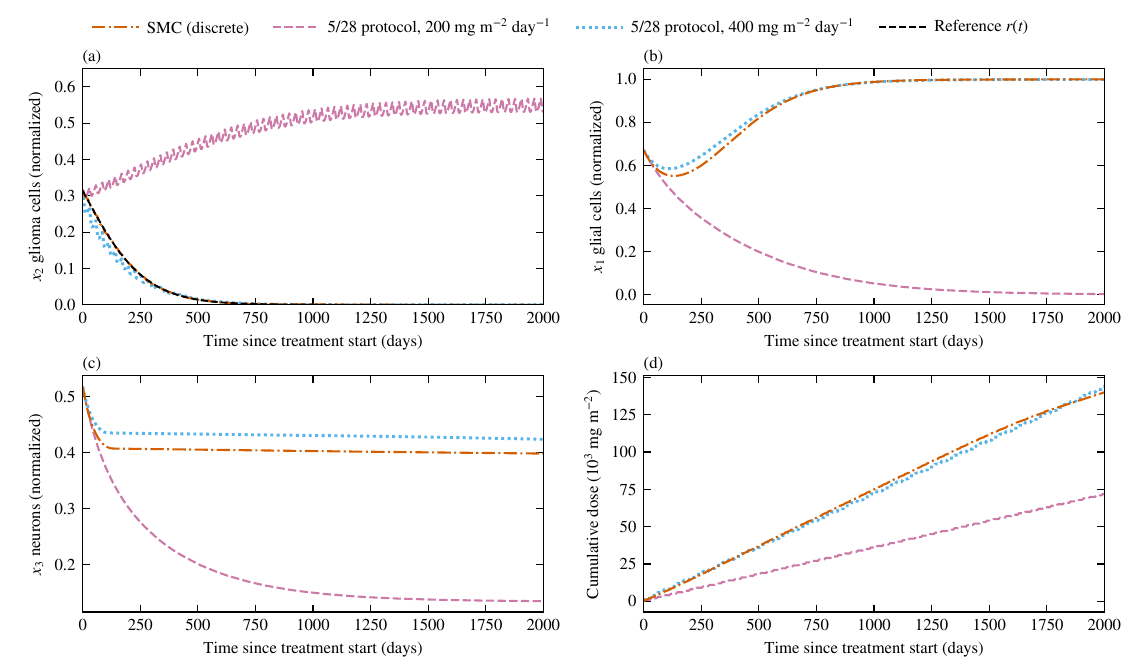 SMC (discrete) 5/28 protocol, 200 mg m⁻² day⁻¹ 5/28 protocol, 400 mg m⁻² day⁻¹ Reference r(t)
(a)
x₂ glioma cells (normalized)
0.6
0.5
0.4
0.3
0.2
0.1
0.0
0 250 500 750 1000 1250 1500 1750 2000
Time since treatment start (days)
(b)
x₁ glial cells (normalized)
1.0
0.8
0.6
0.4
0.2
0.0
0 250 500 750 1000 1250 1500 1750 2000
Time since treatment start (days)
(c)
x₃ neurons (normalized)
0.5
0.4
0.3
0.2
0 250 500 750 1000 1250 1500 1750 2000
Time since treatment start (days)
(d)
Cumulative dose (10³ mg m⁻²)
150
125
100
75
50
25
0
0 250 500 750 1000 1250 1500 1750 2000
Time since treatment start (days)